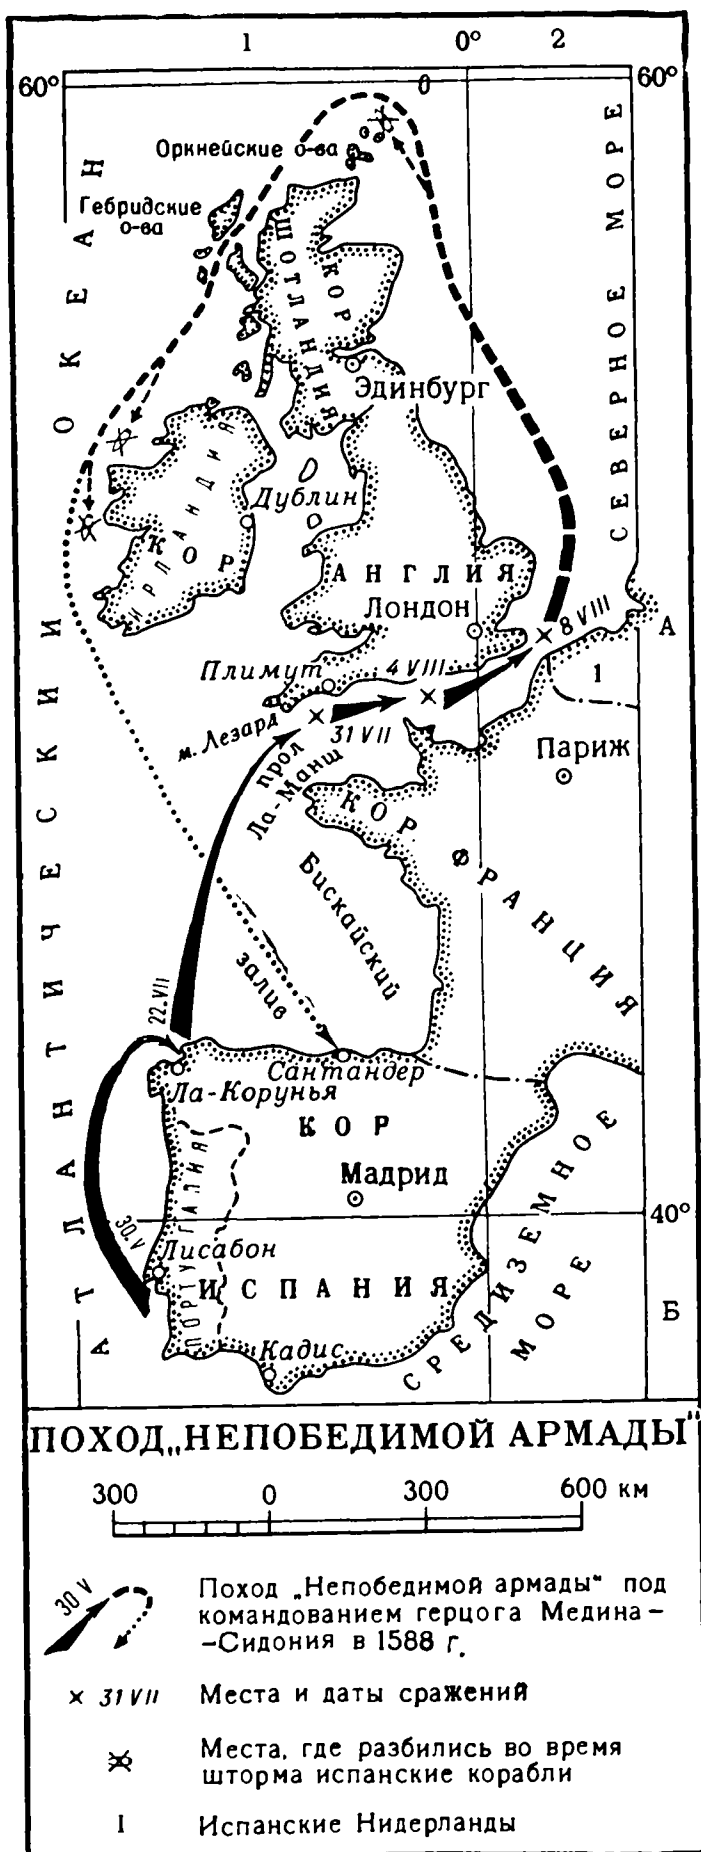 1 0° 2
60° 0 60°
Оркнейские о-ва
Гебридские
о-ва
АТЛАНТИЧЕСКИЙ ОКЕАН
СЕВЕРНОЕ МОРЕ
КОР ШОТЛАНДИЯ
Эдинбург
КОР ИРЛАНДИЯ
Дублин
АНГЛИЯ
Лондон
8 VIII
А
Плимут
4 VIII
I
м. Лезард
31 VII
прол
Ла-Манш
Париж
КОР ФРАНЦИЯ
Бискайский
залив
22.VII
Сантандер
Ла-Корунья
КОР
ИСПАНИЯ
ПОРТУГАЛИЯ
Мадрид
40°
30.V
Лисабон
Кадис
СРЕДИЗЕМНОЕ
МОРЕ
Б
ПОХОД „НЕПОБЕДИМОЙ АРМАДЫ"
300 0 300 600 км
30 V
Поход „Непобедимой армады" под
командованием герцога Медина-
-Сидония в 1588 г.
× 31 VII Места и даты сражений
Места, где разбились во время
шторма испанские корабли
I Испанские Нидерланды